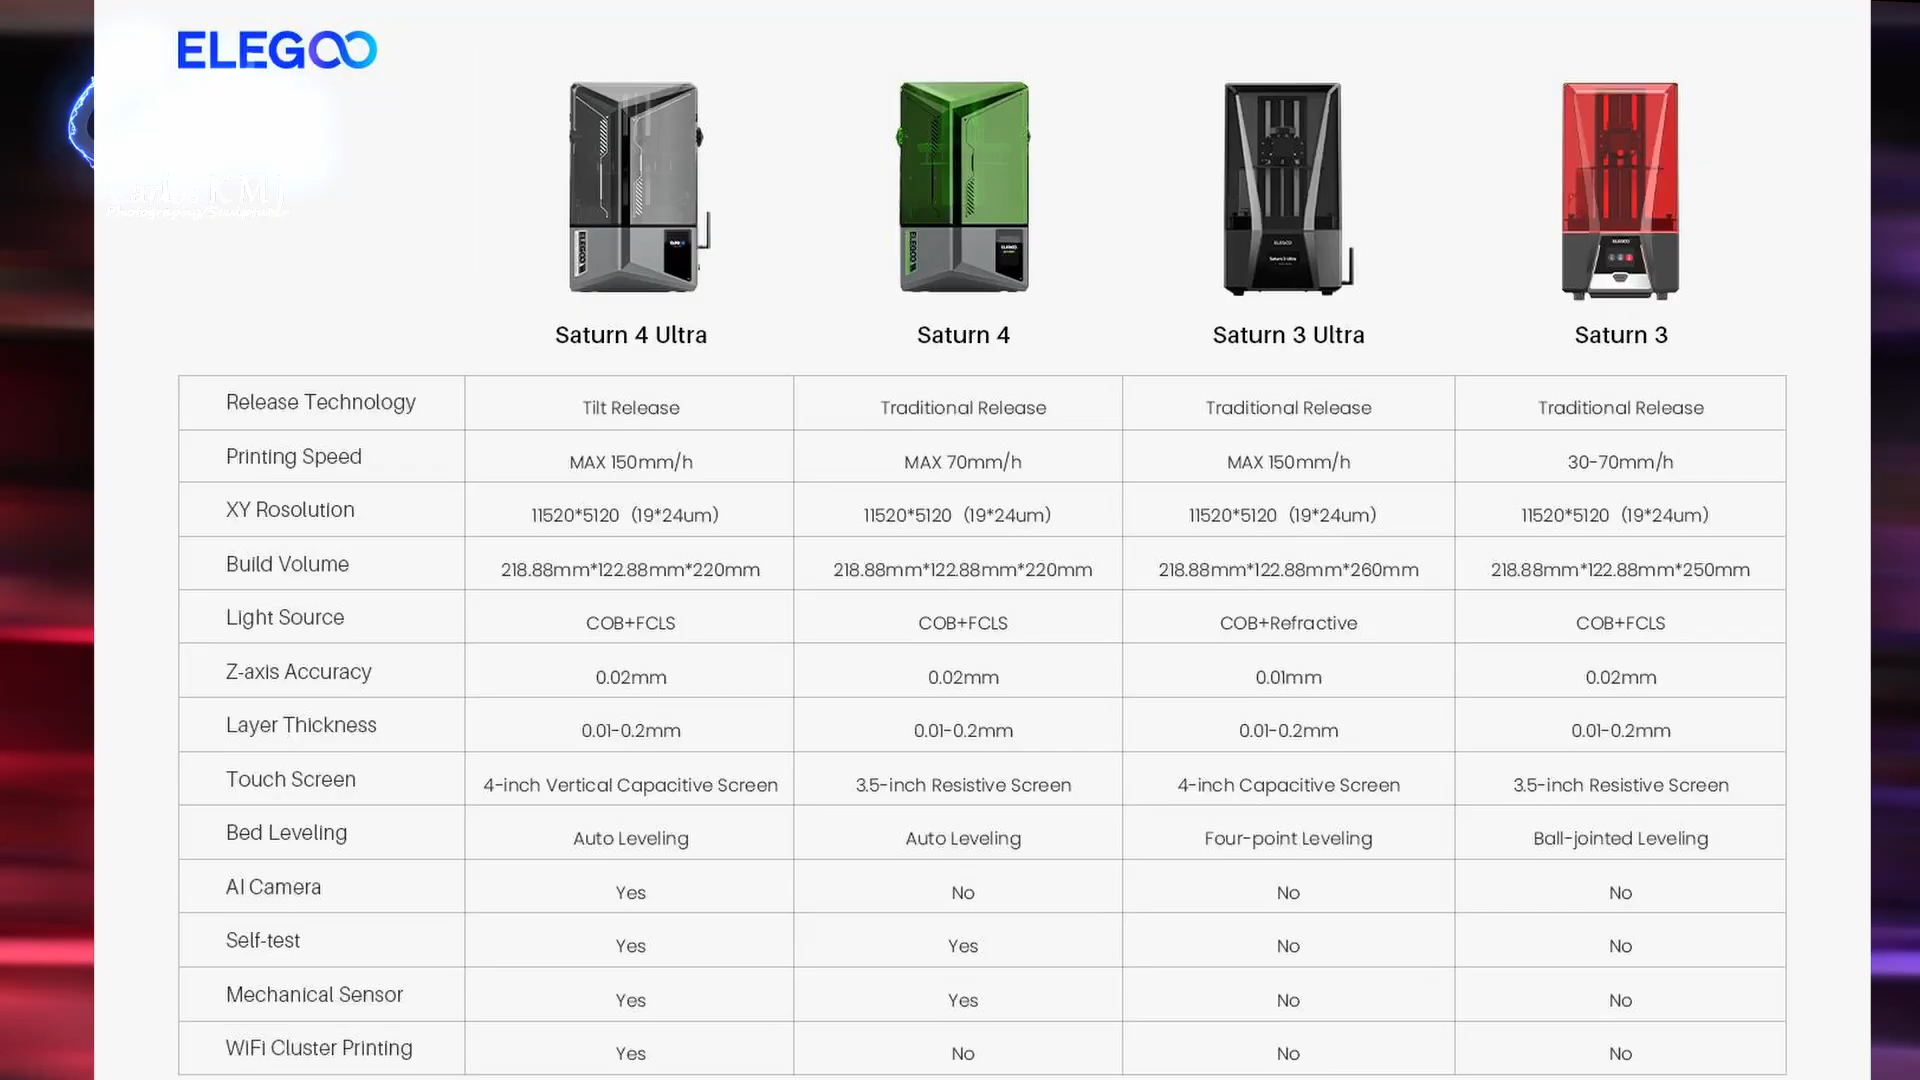 ELEGOO
Photography/Sculptures
Saturn 4 Ultra Saturn 4 Saturn 3 Ultra Saturn 3
Release Technology Tilt Release Traditional Release Traditional Release Traditional Release
Printing Speed MAX 150mm/h MAX 70mm/h MAX 150mm/h 30-70mm/h
XY Rosolution 11520*5120 (19*24um) 11520*5120 (19*24um) 11520*5120 (19*24um) 11520*5120 (19*24um)
Build Volume 218.88mm*122.88mm*220mm 218.88mm*122.88mm*220mm 218.88mm*122.88mm*260mm 218.88mm*122.88mm*250mm
Light Source COB+FCLS COB+FCLS COB+Refractive COB+FCLS
Z-axis Accuracy 0.02mm 0.02mm 0.01mm 0.02mm
Layer Thickness 0.01-0.2mm 0.01-0.2mm 0.01-0.2mm 0.01-0.2mm
Touch Screen 4-inch Vertical Capacitive Screen 3.5-inch Resistive Screen 4-inch Capacitive Screen 3.5-inch Resistive Screen
Bed Leveling Auto Leveling Auto Leveling Four-point Leveling Ball-jointed Leveling
AI Camera Yes No No No
Self-test Yes Yes No No
Mechanical Sensor Yes Yes No No
WiFi Cluster Printing Yes No No No